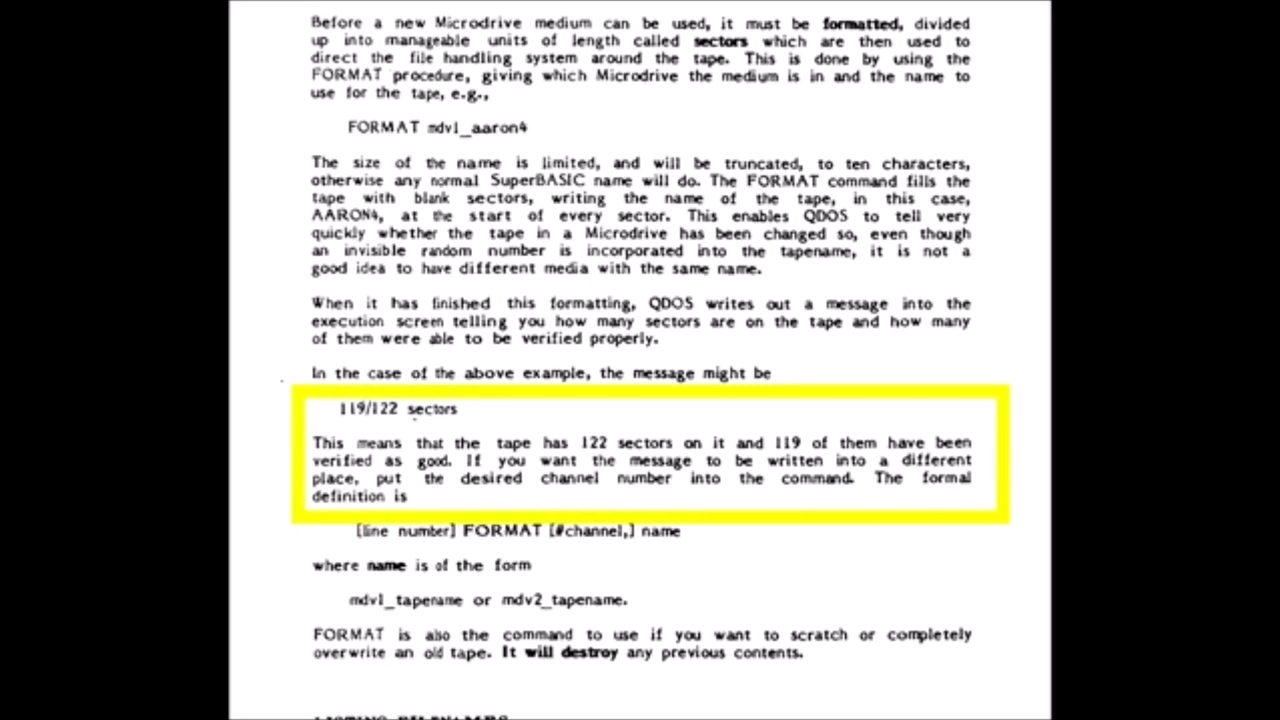 Before a new Microdrive medium can be used, it must be formatted, divided
up into manageable units of length called sectors which are then used to
direct the file handling system around the tape. This is done by using the
FORMAT procedure, giving which Microdrive the medium is in and the name to
use for the tape, e.g.,
FORMAT mdv1_aaron4
The size of the name is limited, and will be truncated, to ten characters,
otherwise any normal SuperBASIC name will do. The FORMAT command fills the
tape with blank sectors, writing the name of the tape, in this case,
AARON4, at the start of every sector. This enables QDOS to tell very
quickly whether the tape in a Microdrive has been changed so, even though
an invisible random number is incorporated into the tapename, it is not a
good idea to have different media with the same name.
When it has finished this formatting, QDOS writes out a message into the
execution screen telling you how many sectors are on the tape and how many
of them were able to be verified properly.
In the case of the above example, the message might be
119/122 sectors
This means that the tape has 122 sectors on it and 119 of them have been
verified as good. If you want the message to be written into a different
place, put the desired channel number into the command. The formal
definition is
[line number] FORMAT [#channel,] name
where name is of the form
mdv1_tapename or mdv2_tapename.
FORMAT is also the command to use if you want to scratch or completely
overwrite an old tape. It will destroy any previous contents.